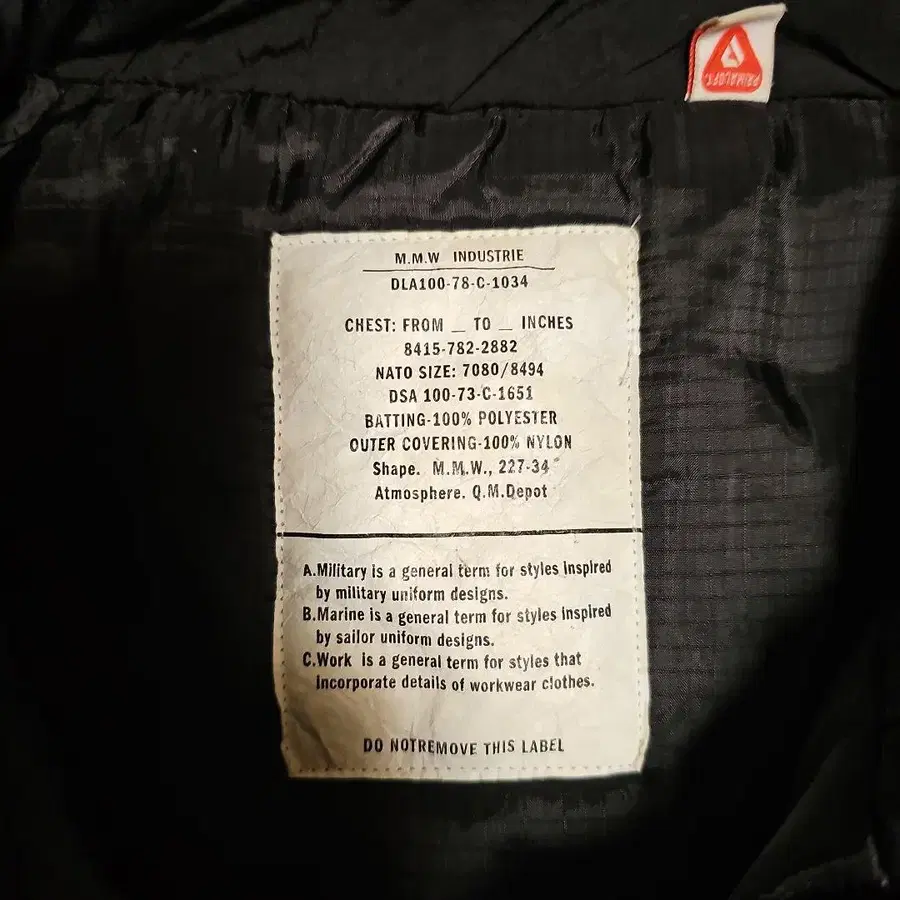 PRIMALOFT
M.M.W INDUSTRIE
DLA100-78-C-1034
CHEST: FROM _ TO _ INCHES
8415-782-2882
NATO SIZE: 7080/8494
DSA 100-73-C-1651
BATTING-100% POLYESTER
OUTER COVERING-100% NYLON
Shape. M.M.W., 227-34
Atmosphere. Q.M.Depot
A.Military is a general term for styles inspired
by military uniform designs.
B.Marine is a general term for styles inspired
by sailor uniform designs.
C.Work is a general term for styles that
incorporate details of workwear clothes.
DO NOTREMOVE THIS LABEL